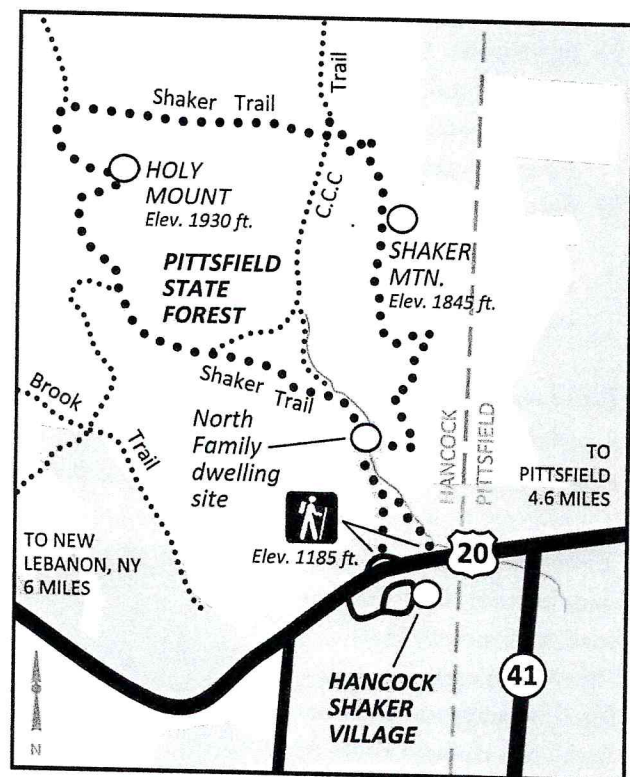 Shaker Trail
Trail
HOLY
MOUNT
Elev. 1930 ft.
C.C.C
SHAKER
MTN.
Elev. 1845 ft.
PITTSFIELD
STATE
FOREST
Shaker Trail
Brook
Trail
North
Family
dwelling
site
HANCOCK
PITTSFIELD
TO
PITTSFIELD
4.6 MILES
TO NEW
LEBANON, NY
6 MILES
Elev. 1185 ft.
20
41
HANCOCK
SHAKER
VILLAGE
N